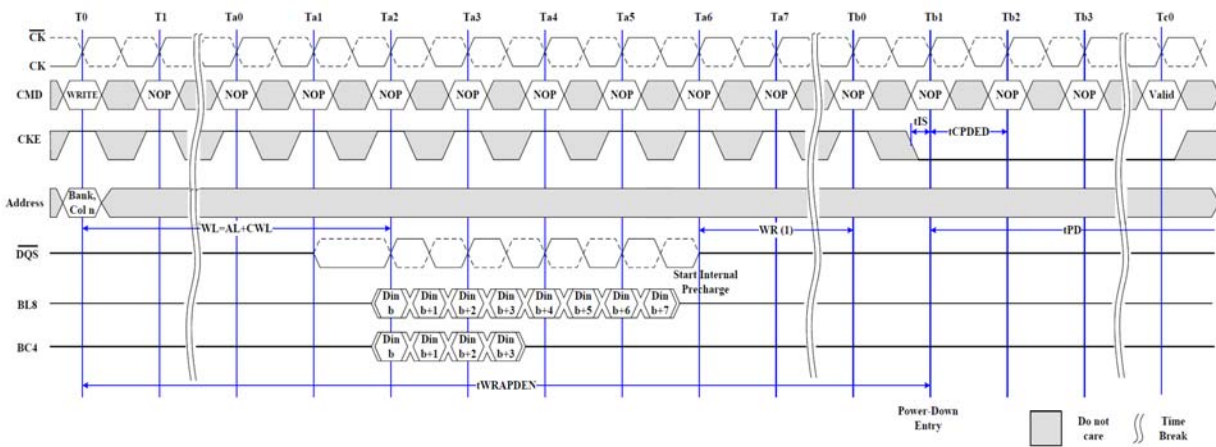 T0 T1 Ta0 Ta1 Ta2 Ta3 Ta4 Ta5 Ta6 Ta7 Tb0 Tb1 Tb2 Tb3 Tc0
CK
CK
CMD WRITE NOP NOP NOP NOP NOP NOP NOP NOP NOP NOP NOP NOP NOP Valid
tIS
CKE tCPDED
Bank,
Address
Col n
WL=AL+CWL WR (1) tPD
DQS
Start Internal
Precharge
Din Din Din Din Din Din Din Din
BL8
b b+1 b+2 b+3 b+4 b+5 b+6 b+7
Din Din Din Din
BC4
b b+1 b+2 b+3
tWRAPDEN
Power-Down
Entry
Do not
care
Time
Break